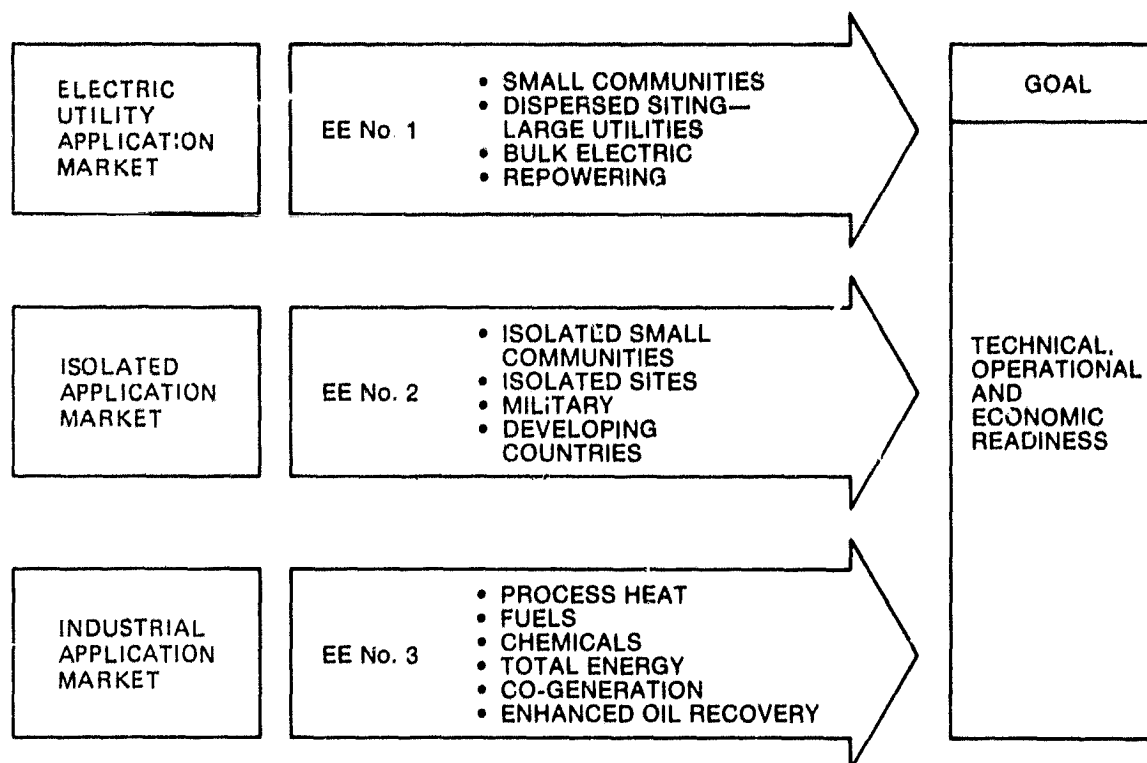 ELECTRIC
UTILITY
APPLICATION
MARKET
EE No. 1
• SMALL COMMUNITIES
• DISPERSED SITING—
LARGE UTILITIES
• BULK ELECTRIC
• REPOWERING
ISOLATED
APPLICATION
MARKET
EE No. 2
• ISOLATED SMALL
COMMUNITIES
• ISOLATED SITES
• MILITARY
• DEVELOPING
COUNTRIES
INDUSTRIAL
APPLICATION
MARKET
EE No. 3
• PROCESS HEAT
• FUELS
• CHEMICALS
• TOTAL ENERGY
• CO-GENERATION
• ENHANCED OIL RECOVERY
GOAL
TECHNICAL,
OPERATIONAL
AND
ECONOMIC
READINESS